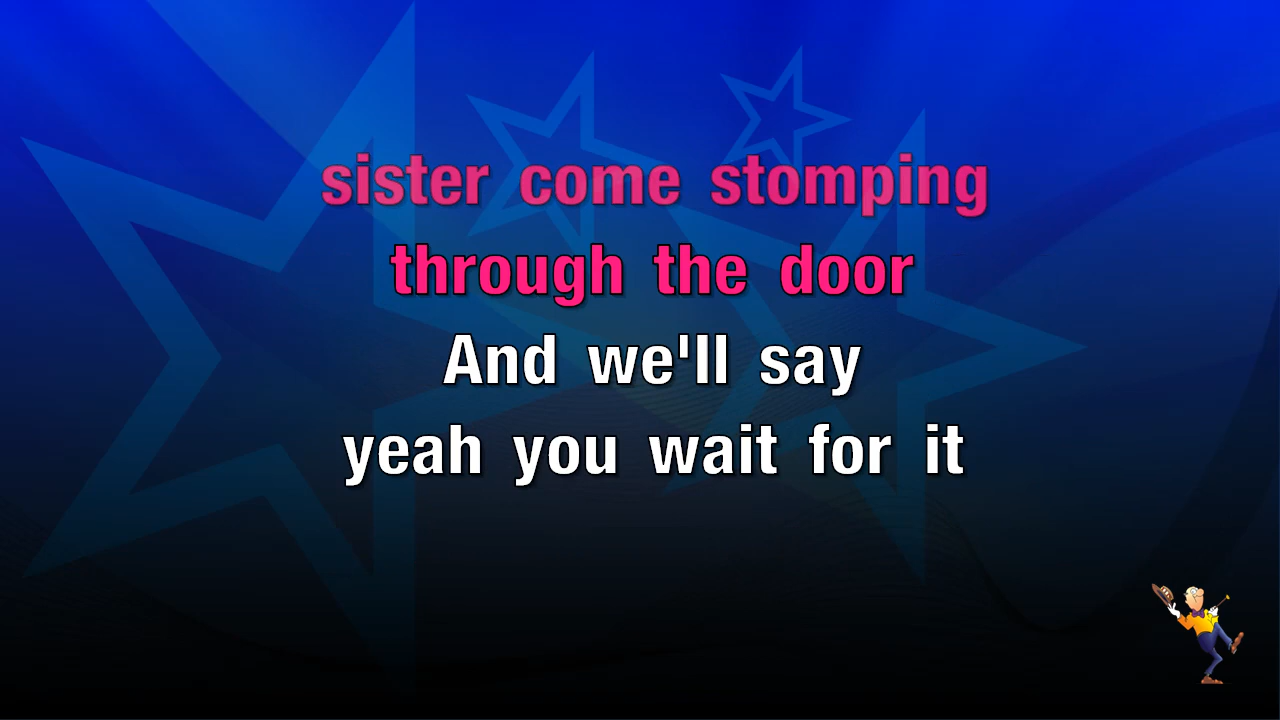 sister come stomping
through the door
And we'll say
yeah you wait for it